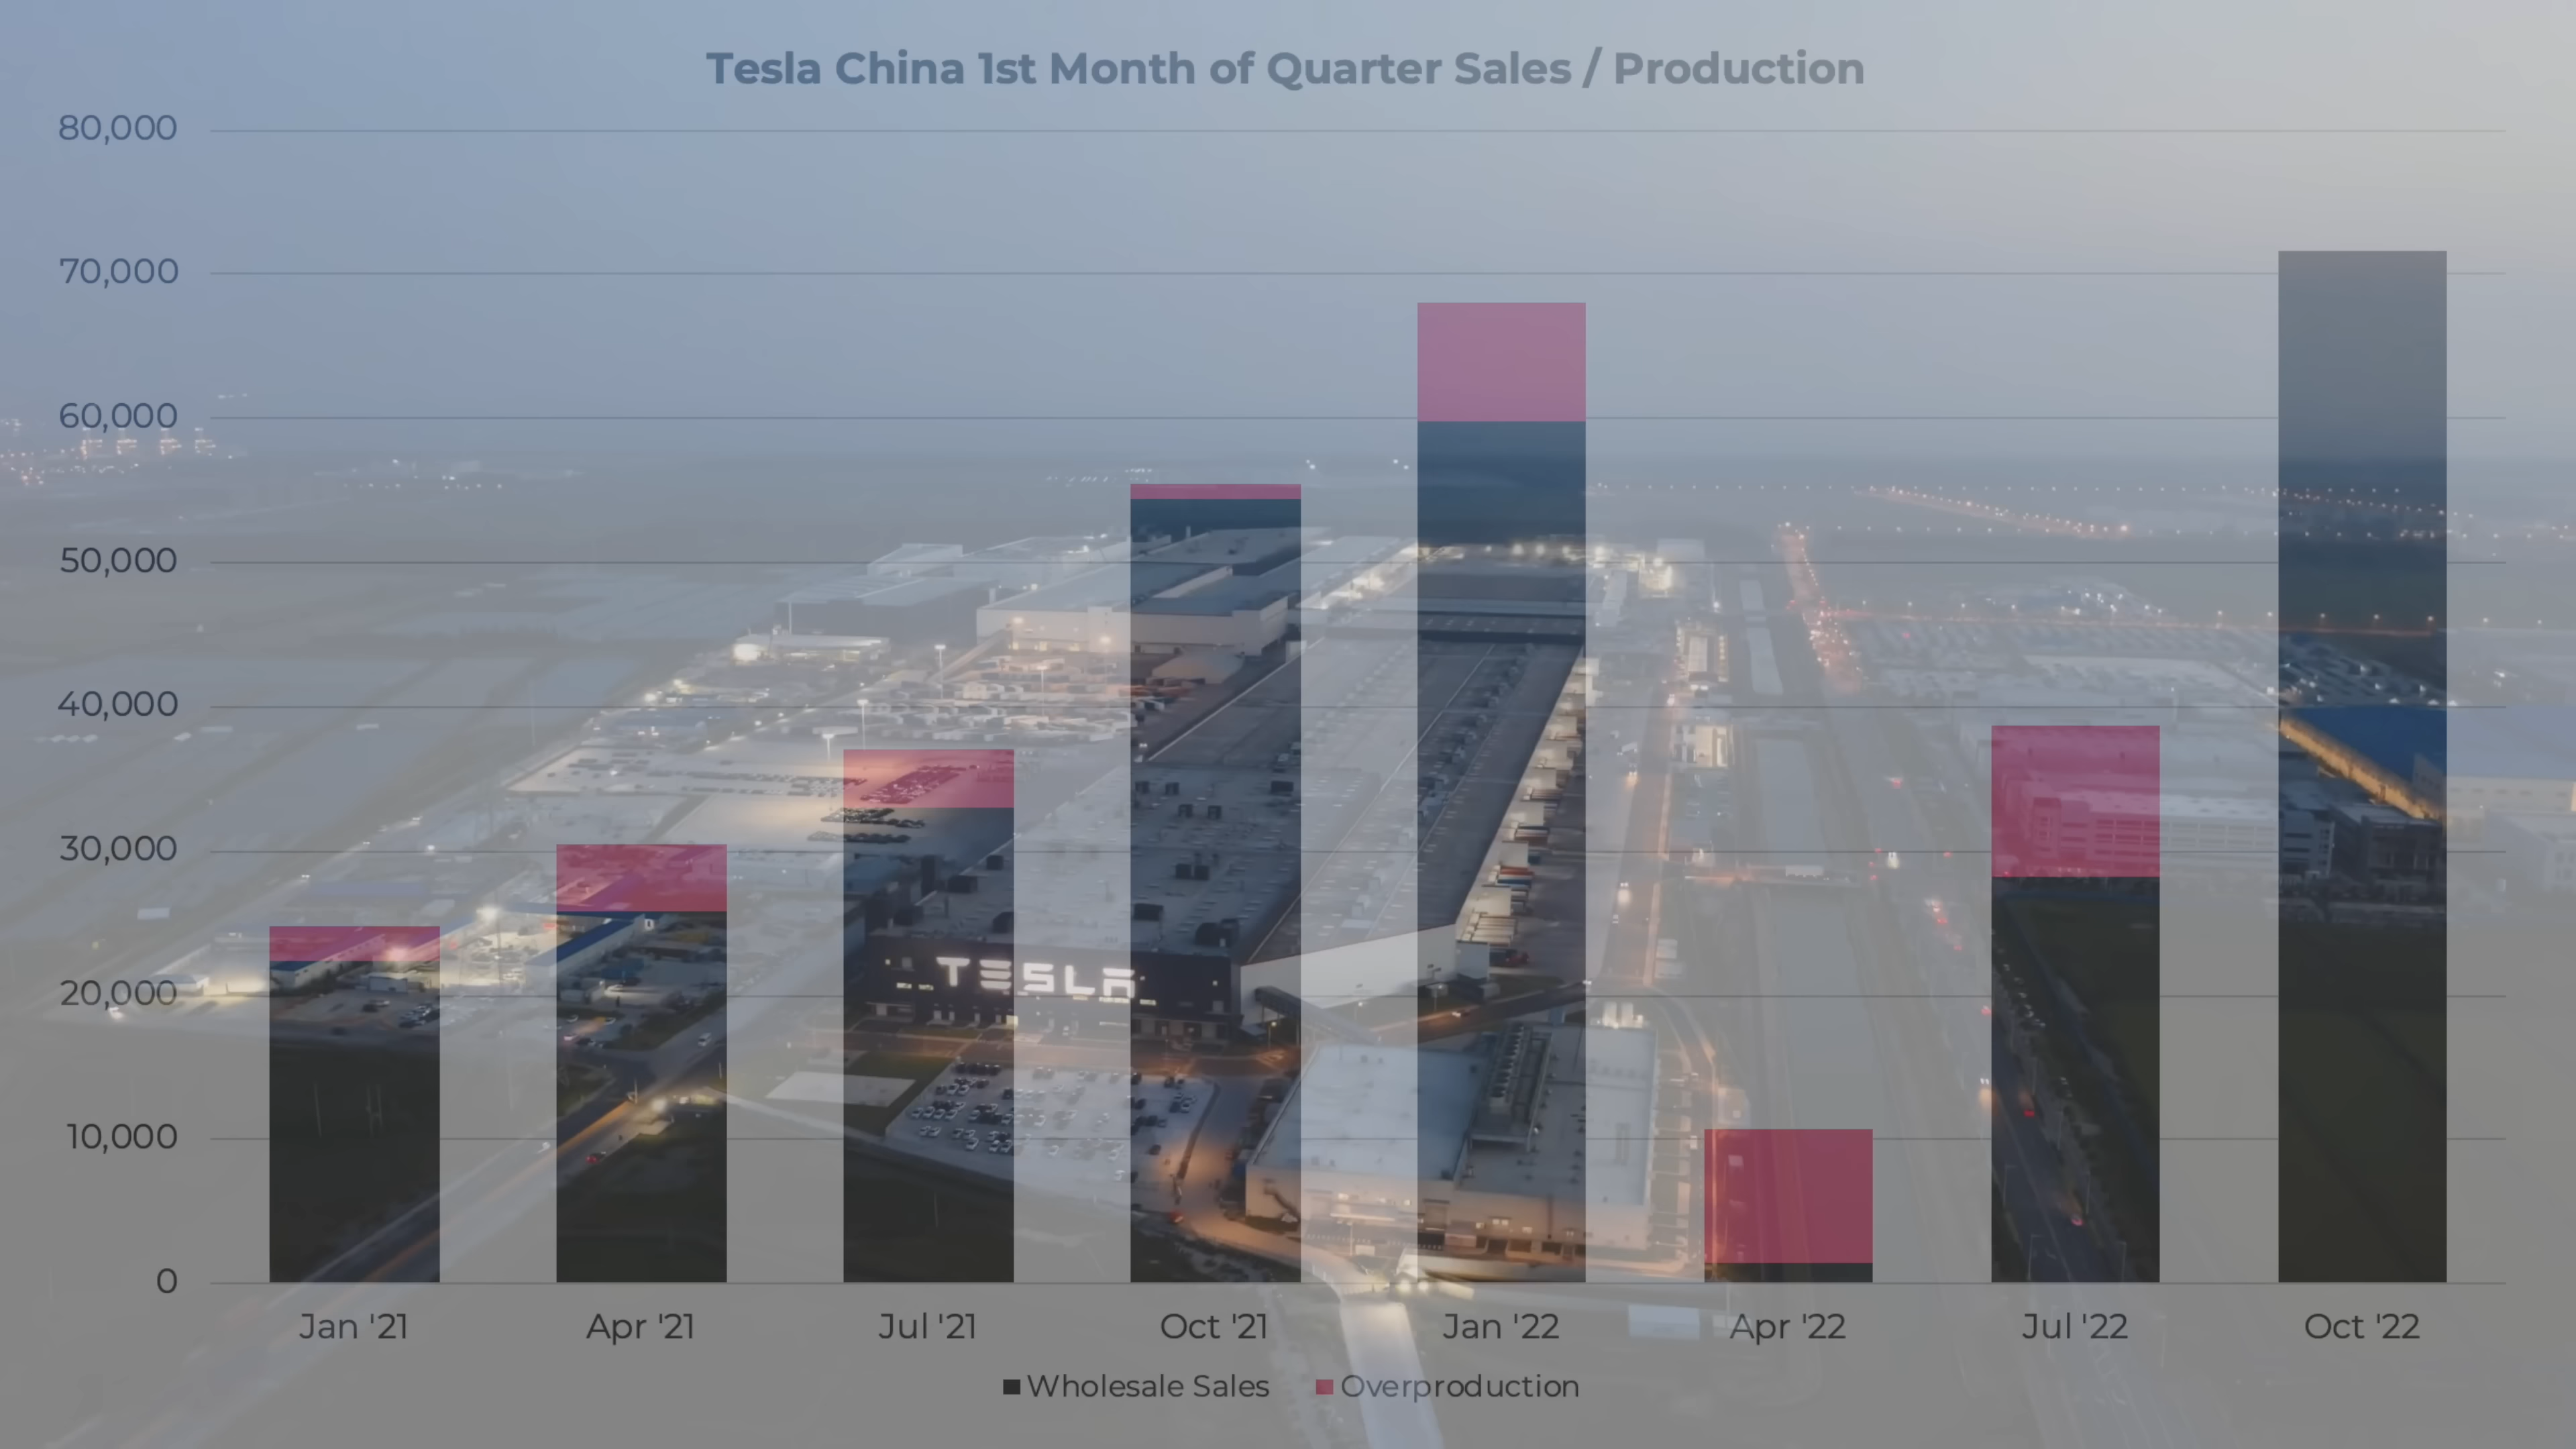 Tesla China 1st Month of Quarter Sales / Production
80,000
70,000
60,000
50,000
40,000
30,000
20,000
10,000
0
TESLA
Jan '21
Apr '21
Jul '21
Oct '21
Jan '22
Apr '22
Jul '22
Oct '22
Wholesale Sales
Overproduction